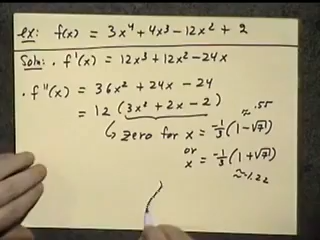 ex: f(x) = 3x⁴ + 4x³ - 12x² + 2
Soln: · f'(x) = 12x³ + 12x² - 24x
· f"(x) = 36x² + 24x - 24
= 12 (3x² + 2x - 2)
≈ .55
↳ zero for x = -1/3 (1 - √7)
or
x = -1/3 (1 + √7)
≈ -1.22